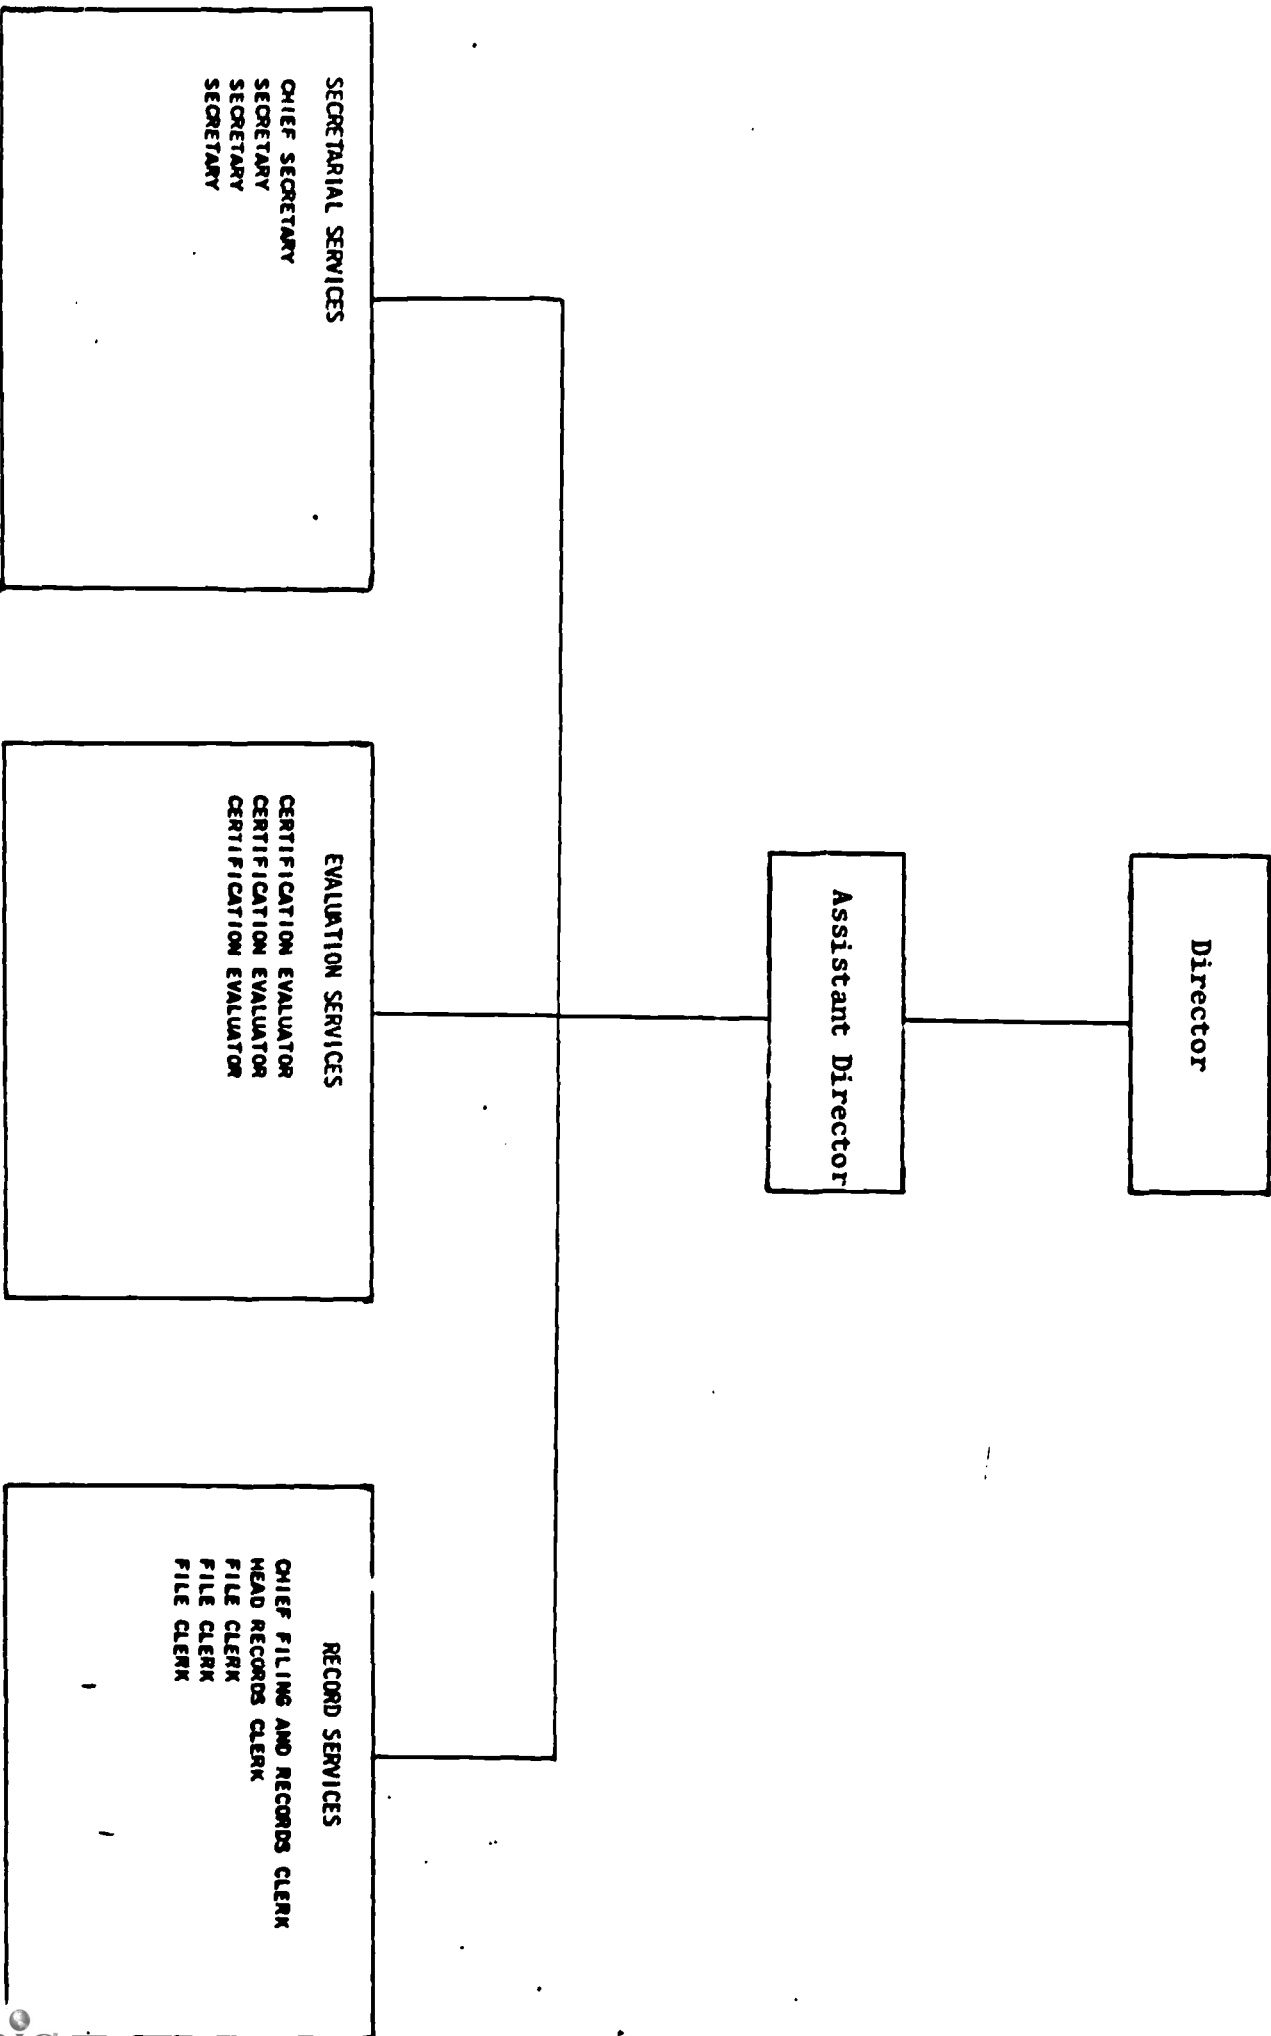 Director
Assistant Director
SECRETARIAL SERVICES
CHIEF SECRETARY
SECRETARY
SECRETARY
SECRETARY
EVALUATION SERVICES
CERTIFICATION EVALUATOR
CERTIFICATION EVALUATOR
CERTIFICATION EVALUATOR
RECORD SERVICES
CHIEF FILING AND RECORDS CLERK
HEAD RECORDS CLERK
FILE CLERK
FILE CLERK
FILE CLERK